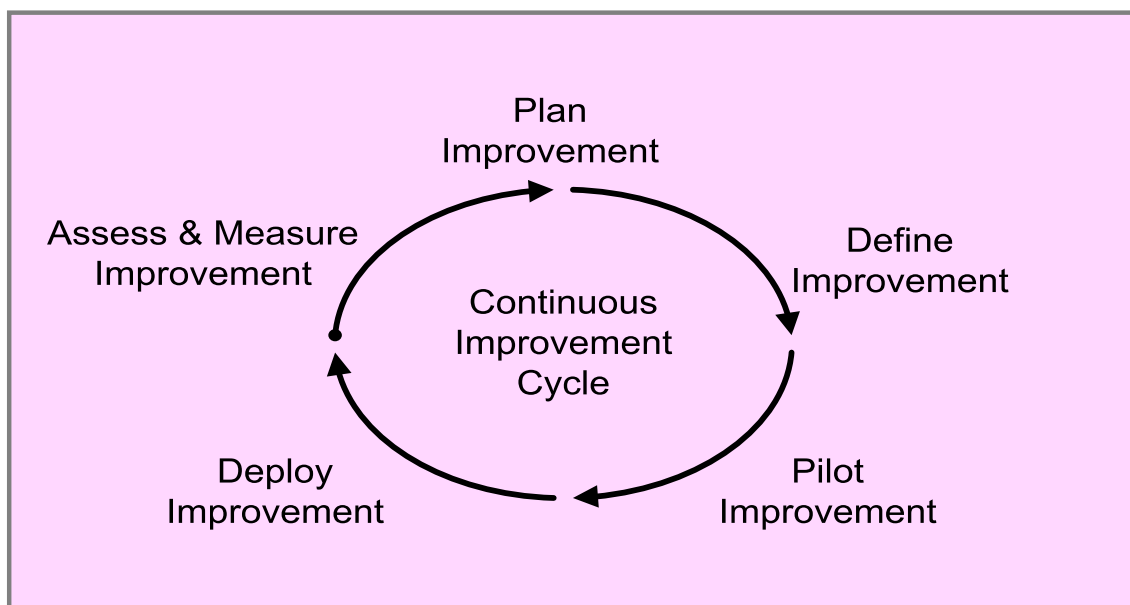 Plan
Improvement
Assess & Measure
Improvement
Define
Improvement
Continuous
Improvement
Cycle
Deploy
Improvement
Pilot
Improvement